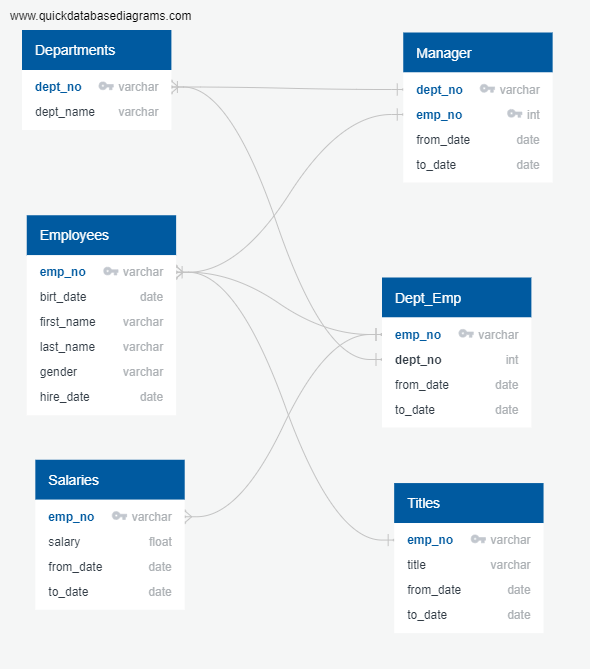 www.quickdatabasediagrams.com
Departments
dept_no varchar
dept_name varchar
Manager
dept_no varchar
emp_no int
from_date date
to_date date
Employees
emp_no varchar
birt_date date
first_name varchar
last_name varchar
gender varchar
hire_date date
Dept_Emp
emp_no varchar
dept_no int
from_date date
to_date date
Salaries
emp_no varchar
salary float
from_date date
to_date date
Titles
emp_no varchar
title varchar
from_date date
to_date date